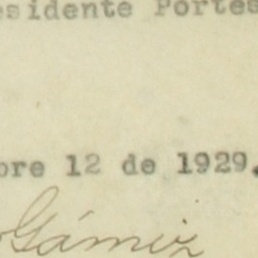 esidente Portes
bre 12 de 1929.
Gámiz